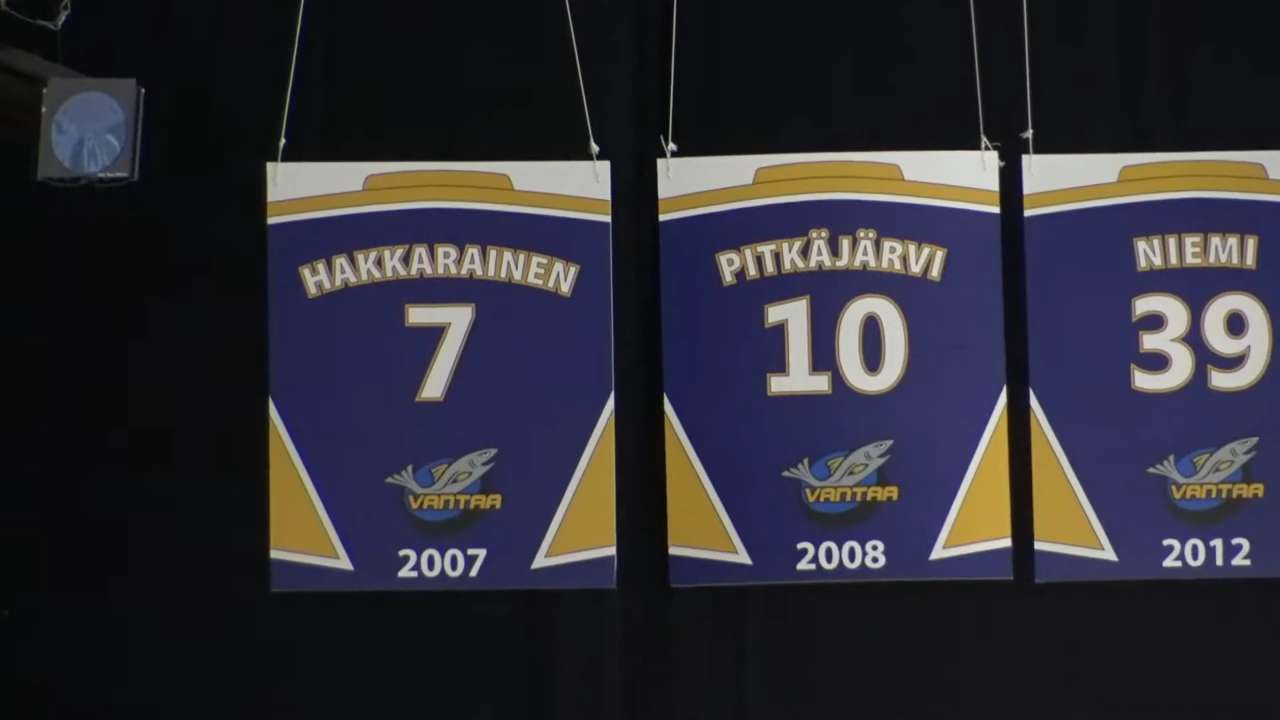 HAKKARAINEN
7
VANTAA
2007
PITKÄJÄRVI
10
VANTAA
2008
NIEMI
39
VANTAA
2012